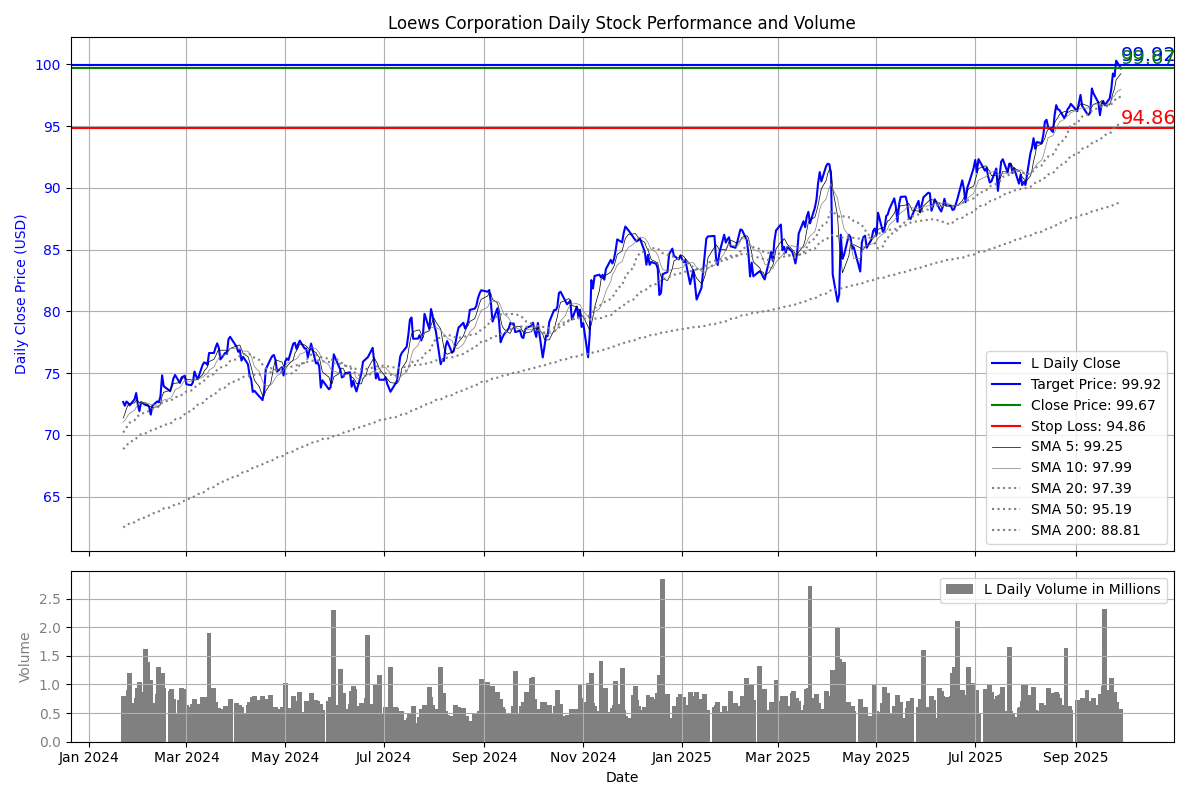 Loews Corporation Daily Stock Performance and Volume
Daily Close Price (USD)
100
95
90
85
80
75
70
65
99.92
99.67
94.86
L Daily Close
Target Price: 99.92
Close Price: 99.67
Stop Loss: 94.86
SMA 5: 99.25
SMA 10: 97.99
SMA 20: 97.39
SMA 50: 95.19
SMA 200: 88.81
Volume
2.5
2.0
1.5
1.0
0.5
0.0
L Daily Volume in Millions
Jan 2024
Mar 2024
May 2024
Jul 2024
Sep 2024
Nov 2024
Jan 2025
Mar 2025
May 2025
Jul 2025
Sep 2025
Date